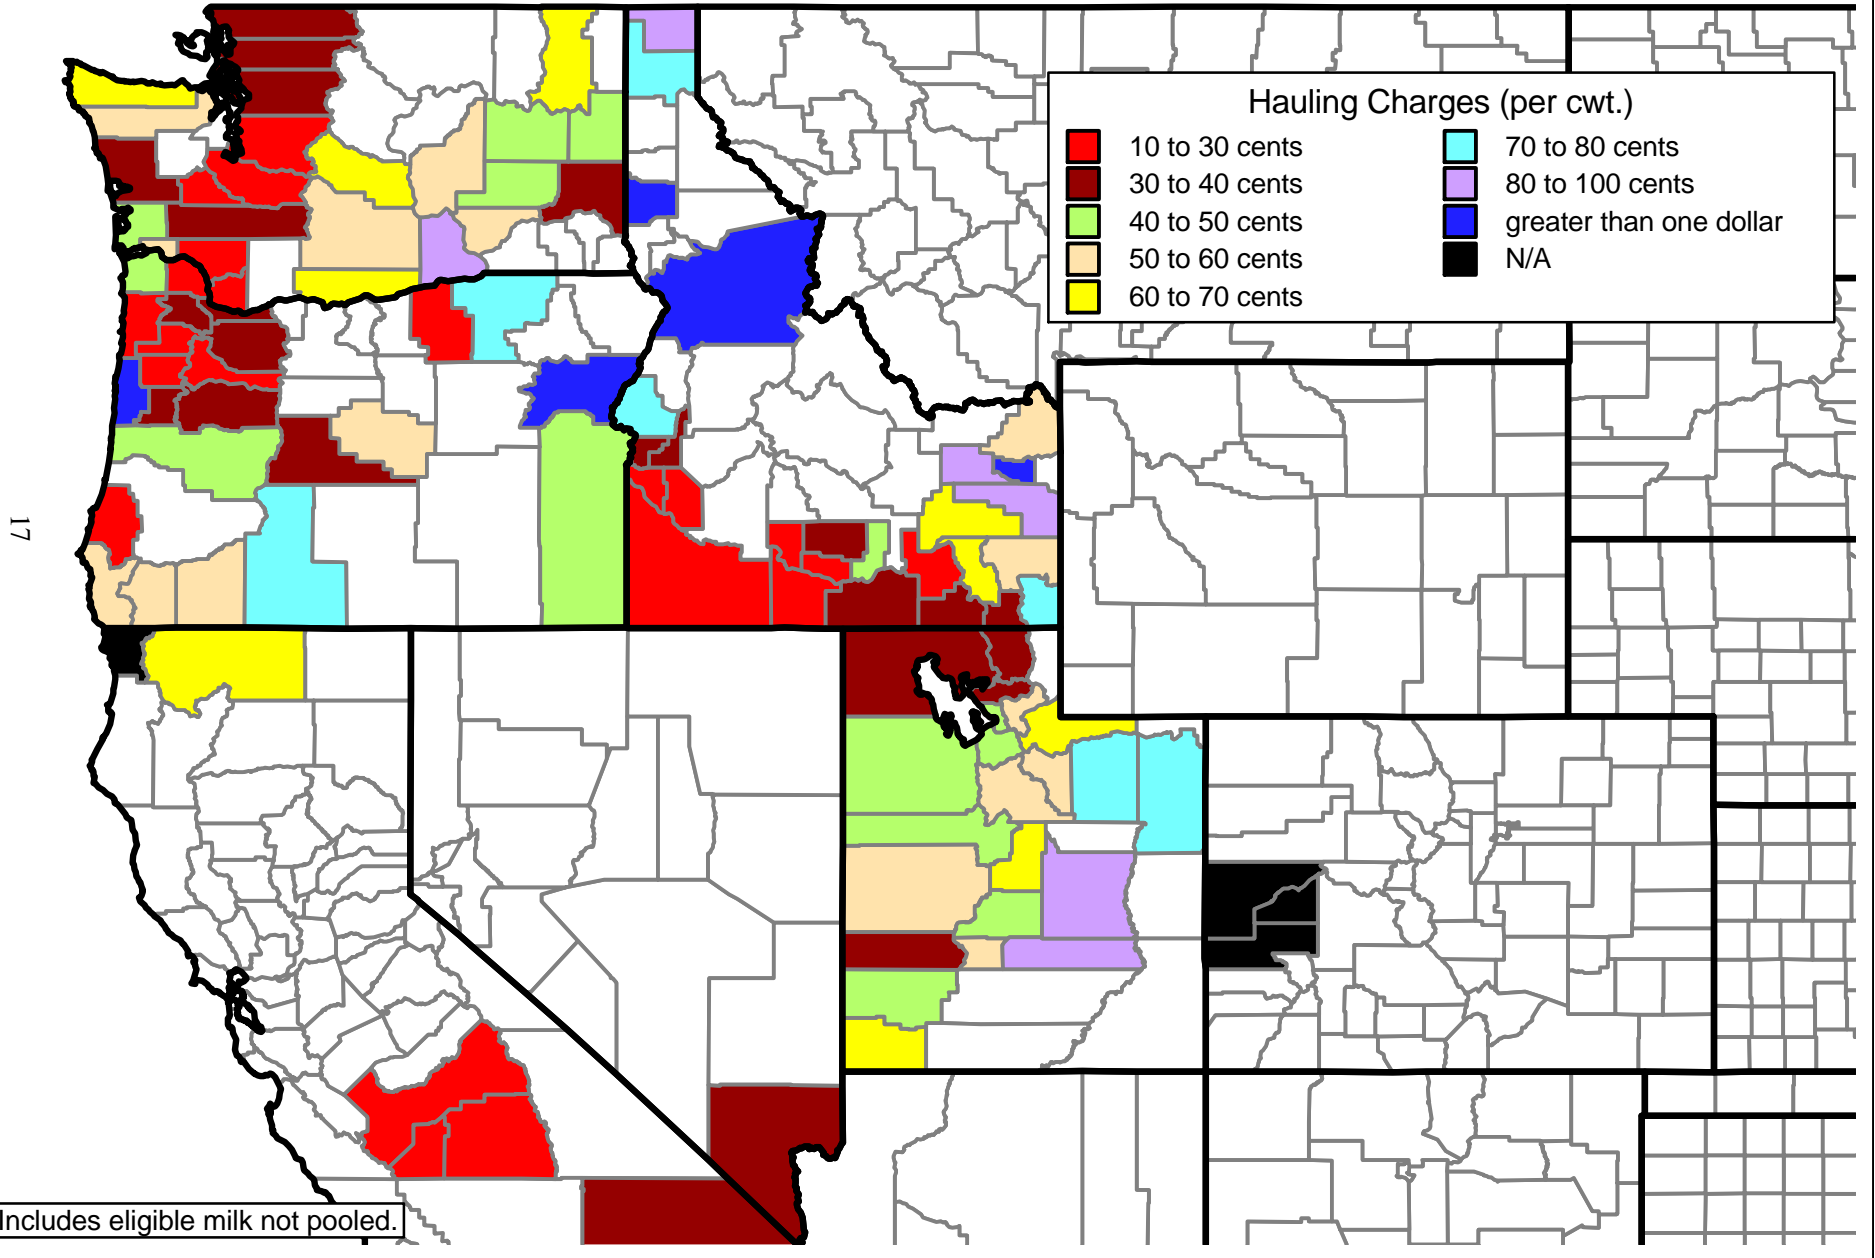 Hauling Charges (per cwt.)
10 to 30 cents
30 to 40 cents
40 to 50 cents
50 to 60 cents
60 to 70 cents
70 to 80 cents
80 to 100 cents
greater than one dollar
N/A
17
Includes eligible milk not pooled.